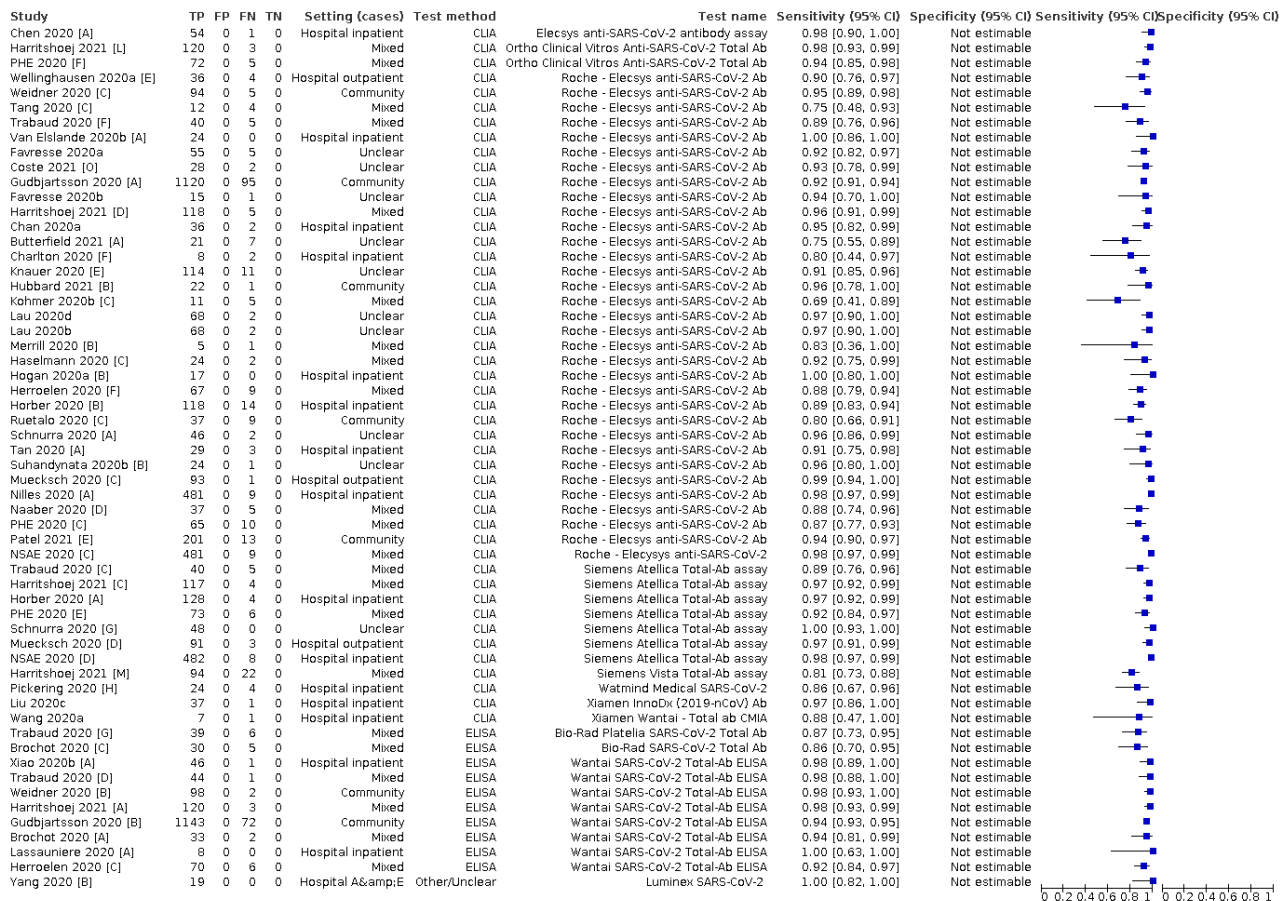 Study TP FP FN TN Setting (cases) Test method Test name Sensitivity (95% CI) Specificity (95% CI) Sensitivity (95% CI) Specificity (95% CI)
Chen 2020 [A] 54 0 1 0 Hospital inpatient CLIA Elecsys anti-SARS-CoV-2 antibody assay 0.98 [0.90, 1.00] Not estimable
Harritshoej 2021 [L] 120 0 3 0 Mixed CLIA Ortho Clinical Vitros Anti-SARS-CoV-2 Total Ab 0.98 [0.93, 0.99] Not estimable
PHE 2020 [F] 72 0 5 0 Mixed CLIA Ortho Clinical Vitros Anti-SARS-CoV-2 Total Ab 0.94 [0.85, 0.98] Not estimable
Wellinghausen 2020a [E] 36 0 4 0 Hospital outpatient CLIA Roche - Elecsys anti-SARS-CoV-2 Ab 0.90 [0.76, 0.97] Not estimable
Weidner 2020 [C] 94 0 5 0 Community CLIA Roche - Elecsys anti-SARS-CoV-2 Ab 0.95 [0.89, 0.98] Not estimable
Tang 2020 [C] 12 0 4 0 Mixed CLIA Roche - Elecsys anti-SARS-CoV-2 Ab 0.75 [0.48, 0.93] Not estimable
Trabaud 2020 [F] 40 0 5 0 Mixed CLIA Roche - Elecsys anti-SARS-CoV-2 Ab 0.89 [0.76, 0.96] Not estimable
Van Elslande 2020b [A] 24 0 0 0 Hospital inpatient CLIA Roche - Elecsys anti-SARS-CoV-2 Ab 1.00 [0.86, 1.00] Not estimable
Favresse 2020a 55 0 5 0 Unclear CLIA Roche - Elecsys anti-SARS-CoV-2 Ab 0.92 [0.82, 0.97] Not estimable
Coste 2021 [O] 28 0 2 0 Unclear CLIA Roche - Elecsys anti-SARS-CoV-2 Ab 0.93 [0.78, 0.99] Not estimable
Gudbjartsson 2020 [A] 1120 0 95 0 Community CLIA Roche - Elecsys anti-SARS-CoV-2 Ab 0.92 [0.91, 0.94] Not estimable
Favresse 2020b 15 0 1 0 Unclear CLIA Roche - Elecsys anti-SARS-CoV-2 Ab 0.94 [0.70, 1.00] Not estimable
Harritshoej 2021 [D] 118 0 5 0 Mixed CLIA Roche - Elecsys anti-SARS-CoV-2 Ab 0.96 [0.91, 0.99] Not estimable
Chan 2020a 36 0 2 0 Hospital inpatient CLIA Roche - Elecsys anti-SARS-CoV-2 Ab 0.95 [0.82, 0.99] Not estimable
Butterfield 2021 [A] 21 0 7 0 Unclear CLIA Roche - Elecsys anti-SARS-CoV-2 Ab 0.75 [0.55, 0.89] Not estimable
Charlton 2020 [F] 8 0 2 0 Hospital inpatient CLIA Roche - Elecsys anti-SARS-CoV-2 Ab 0.80 [0.44, 0.97] Not estimable
Knauer 2020 [E] 114 0 11 0 Unclear CLIA Roche - Elecsys anti-SARS-CoV-2 Ab 0.91 [0.85, 0.96] Not estimable
Hubbard 2021 [B] 22 0 1 0 Community CLIA Roche - Elecsys anti-SARS-CoV-2 Ab 0.96 [0.78, 1.00] Not estimable
Kohmer 2020b [C] 11 0 5 0 Mixed CLIA Roche - Elecsys anti-SARS-CoV-2 Ab 0.69 [0.41, 0.89] Not estimable
Lau 2020d 68 0 2 0 Unclear CLIA Roche - Elecsys anti-SARS-CoV-2 Ab 0.97 [0.90, 1.00] Not estimable
Lau 2020b 68 0 2 0 Unclear CLIA Roche - Elecsys anti-SARS-CoV-2 Ab 0.97 [0.90, 1.00] Not estimable
Merrill 2020 [B] 5 0 1 0 Mixed CLIA Roche - Elecsys anti-SARS-CoV-2 Ab 0.83 [0.36, 1.00] Not estimable
Haselmann 2020 [C] 24 0 2 0 Mixed CLIA Roche - Elecsys anti-SARS-CoV-2 Ab 0.92 [0.75, 0.99] Not estimable
Hogan 2020a [B] 17 0 0 0 Hospital inpatient CLIA Roche - Elecsys anti-SARS-CoV-2 Ab 1.00 [0.80, 1.00] Not estimable
Herroelen 2020 [F] 67 0 9 0 Mixed CLIA Roche - Elecsys anti-SARS-CoV-2 Ab 0.88 [0.79, 0.94] Not estimable
Horber 2020 [B] 118 0 14 0 Hospital inpatient CLIA Roche - Elecsys anti-SARS-CoV-2 Ab 0.89 [0.83, 0.94] Not estimable
Ruetalo 2020 [C] 37 0 9 0 Community CLIA Roche - Elecsys anti-SARS-CoV-2 Ab 0.80 [0.66, 0.91] Not estimable
Schnurra 2020 [A] 46 0 2 0 Unclear CLIA Roche - Elecsys anti-SARS-CoV-2 Ab 0.96 [0.86, 0.99] Not estimable
Tan 2020 [A] 29 0 3 0 Hospital inpatient CLIA Roche - Elecsys anti-SARS-CoV-2 Ab 0.91 [0.75, 0.98] Not estimable
Suhandynata 2020b [B] 24 0 1 0 Unclear CLIA Roche - Elecsys anti-SARS-CoV-2 Ab 0.96 [0.80, 1.00] Not estimable
Muecksch 2020 [C] 93 0 1 0 Hospital outpatient CLIA Roche - Elecsys anti-SARS-CoV-2 Ab 0.99 [0.94, 1.00] Not estimable
Nilles 2020 [A] 481 0 9 0 Hospital inpatient CLIA Roche - Elecsys anti-SARS-CoV-2 Ab 0.98 [0.97, 0.99] Not estimable
Naaber 2020 [D] 37 0 5 0 Mixed CLIA Roche - Elecsys anti-SARS-CoV-2 Ab 0.88 [0.74, 0.96] Not estimable
PHE 2020 [C] 65 0 10 0 Mixed CLIA Roche - Elecsys anti-SARS-CoV-2 Ab 0.87 [0.77, 0.93] Not estimable
Patel 2021 [E] 201 0 13 0 Community CLIA Roche - Elecsys anti-SARS-CoV-2 Ab 0.94 [0.90, 0.97] Not estimable
NSAE 2020 [C] 481 0 9 0 Mixed CLIA Roche - Elecysys anti-SARS-CoV-2 0.98 [0.97, 0.99] Not estimable
Trabaud 2020 [C] 40 0 5 0 Mixed CLIA Siemens Atellica Total-Ab assay 0.89 [0.76, 0.96] Not estimable
Harritshoej 2021 [C] 117 0 4 0 Mixed CLIA Siemens Atellica Total-Ab assay 0.97 [0.92, 0.99] Not estimable
Horber 2020 [A] 128 0 4 0 Hospital inpatient CLIA Siemens Atellica Total-Ab assay 0.97 [0.92, 0.99] Not estimable
PHE 2020 [E] 73 0 6 0 Mixed CLIA Siemens Atellica Total-Ab assay 0.92 [0.84, 0.97] Not estimable
Schnurra 2020 [G] 48 0 0 0 Unclear CLIA Siemens Atellica Total-Ab assay 1.00 [0.93, 1.00] Not estimable
Muecksch 2020 [D] 91 0 3 0 Hospital outpatient CLIA Siemens Atellica Total-Ab assay 0.97 [0.91, 0.99] Not estimable
NSAE 2020 [D] 482 0 8 0 Hospital inpatient CLIA Siemens Atellica Total-Ab assay 0.98 [0.97, 0.99] Not estimable
Harritshoej 2021 [M] 94 0 22 0 Mixed CLIA Siemens Vista Total-Ab assay 0.81 [0.73, 0.88] Not estimable
Pickering 2020 [H] 24 0 4 0 Hospital inpatient CLIA Watmind Medical SARS-CoV-2 0.86 [0.67, 0.96] Not estimable
Liu 2020c 37 0 1 0 Hospital inpatient CLIA Xiamen InnoDx (2019-nCoV) Ab 0.97 [0.86, 1.00] Not estimable
Wang 2020a 7 0 1 0 Hospital inpatient CLIA Xiamen Wantai - Total ab CMIA 0.88 [0.47, 1.00] Not estimable
Trabaud 2020 [G] 39 0 6 0 Mixed ELISA Bio-Rad Platelia SARS-CoV-2 Total Ab 0.87 [0.73, 0.95] Not estimable
Brochot 2020 [C] 30 0 5 0 Mixed ELISA Bio-Rad SARS-CoV-2 Total Ab 0.86 [0.70, 0.95] Not estimable
Xiao 2020b [A] 46 0 1 0 Hospital inpatient ELISA Wantai SARS-CoV-2 Total-Ab ELISA 0.98 [0.89, 1.00] Not estimable
Trabaud 2020 [D] 44 0 1 0 Mixed ELISA Wantai SARS-CoV-2 Total-Ab ELISA 0.98 [0.88, 1.00] Not estimable
Weidner 2020 [B] 98 0 2 0 Community ELISA Wantai SARS-CoV-2 Total-Ab ELISA 0.98 [0.93, 1.00] Not estimable
Harritshoej 2021 [A] 120 0 3 0 Mixed ELISA Wantai SARS-CoV-2 Total-Ab ELISA 0.98 [0.93, 0.99] Not estimable
Gudbjartsson 2020 [B] 1143 0 72 0 Community ELISA Wantai SARS-CoV-2 Total-Ab ELISA 0.94 [0.93, 0.95] Not estimable
Brochot 2020 [A] 33 0 2 0 Mixed ELISA Wantai SARS-CoV-2 Total-Ab ELISA 0.94 [0.81, 0.99] Not estimable
Lassauniere 2020 [A] 8 0 0 0 Hospital inpatient ELISA Wantai SARS-CoV-2 Total-Ab ELISA 1.00 [0.63, 1.00] Not estimable
Herroelen 2020 [C] 70 0 6 0 Mixed ELISA Wantai SARS-CoV-2 Total-Ab ELISA 0.92 [0.84, 0.97] Not estimable
Yang 2020 [B] 19 0 0 0 Hospital A&amp;E Other/Unclear Luminex SARS-CoV-2 1.00 [0.82, 1.00] Not estimable
0 0.2 0.4 0.6 0.8 1 0 0.2 0.4 0.6 0.8 1